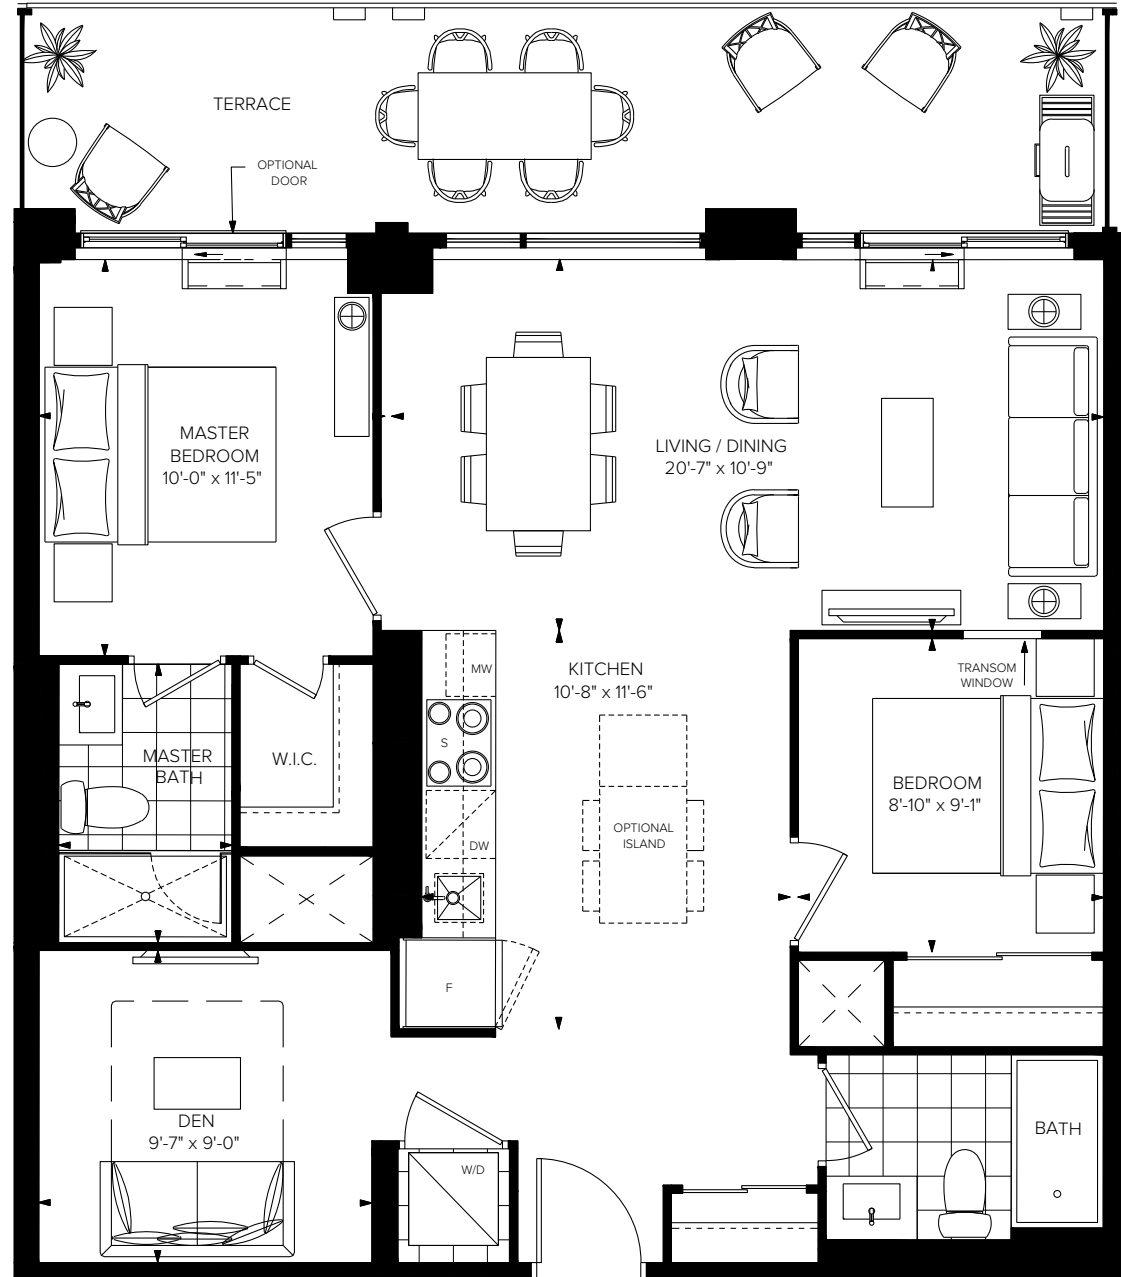 TERRACE
OPTIONAL
DOOR
MASTER
BEDROOM
10'-0" x 11'-5"
LIVING / DINING
20'-7" x 10'-9"
KITCHEN
10'-8" x 11'-6"
MW
TRANSOM
WINDOW
S
MASTER
BATH
W.I.C.
BEDROOM
8'-10" x 9'-1"
OPTIONAL
ISLAND
DW
F
DEN
9'-7" x 9'-0"
W/D
BATH